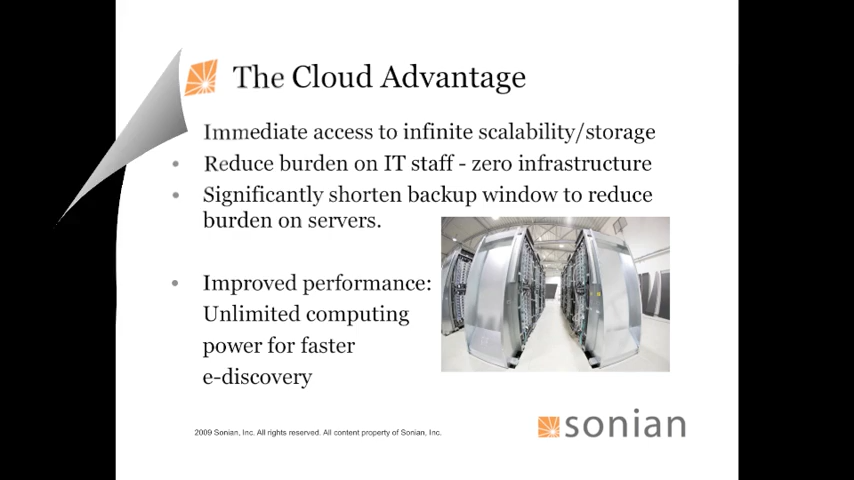 The Cloud Advantage
Immediate access to infinite scalability/storage
• Reduce burden on IT staff - zero infrastructure
• Significantly shorten backup window to reduce
burden on servers.
• Improved performance:
Unlimited computing
power for faster
e-discovery
2009 Sonian, Inc. All rights reserved. All content property of Sonian, Inc.
sonian